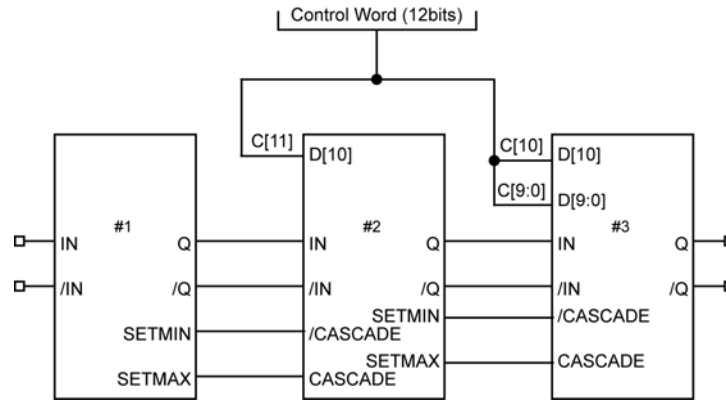 Control Word (12bits)
C[11]
D[10]
C[10]
D[10]
C[9:0]
D[9:0]
#1
#2
#3
IN
Q
IN
Q
IN
Q
/IN
/Q
/IN
/Q
/IN
/Q
SETMIN
/CASCADE
SETMIN
/CASCADE
SETMAX
CASCADE
SETMAX
CASCADE